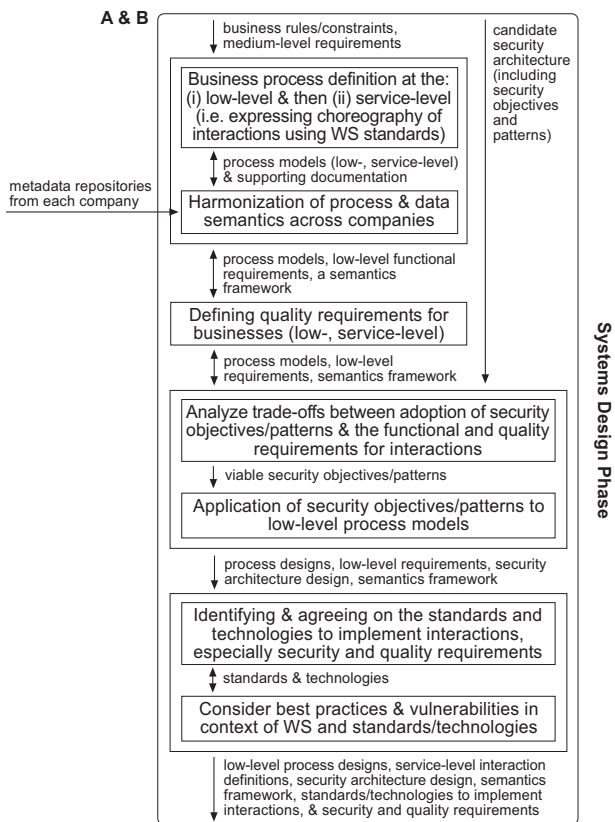 A & B
business rules/constraints,
medium-level requirements
candidate
security
architecture
(including
security
objectives
and
patterns)
Business process definition at the:
(i) low-level & then (ii) service-level
(i.e. expressing choreography of
interactions using WS standards)
process models (low-, service-level)
& supporting documentation
metadata repositories
from each company
Harmonization of process & data
semantics across companies
process models, low-level functional
requirements, a semantics
framework
Defining quality requirements for
businesses (low-, service-level)
process models, low-level
requirements, semantics framework
Systems Design Phase
Analyze trade-offs between adoption of security
objectives/patterns & the functional and quality
requirements for interactions
viable security objectives/patterns
Application of security objectives/patterns to
low-level process models
process designs, low-level requirements, security
architecture design, semantics framework
Identifying & agreeing on the standards and
technologies to implement interactions,
especially security and quality requirements
standards & technologies
Consider best practices & vulnerabilities in
context of WS and standards/technologies
low-level process designs, service-level interaction
definitions, security architecture design, semantics
framework, standards/technologies to implement
interactions, & security and quality requirements